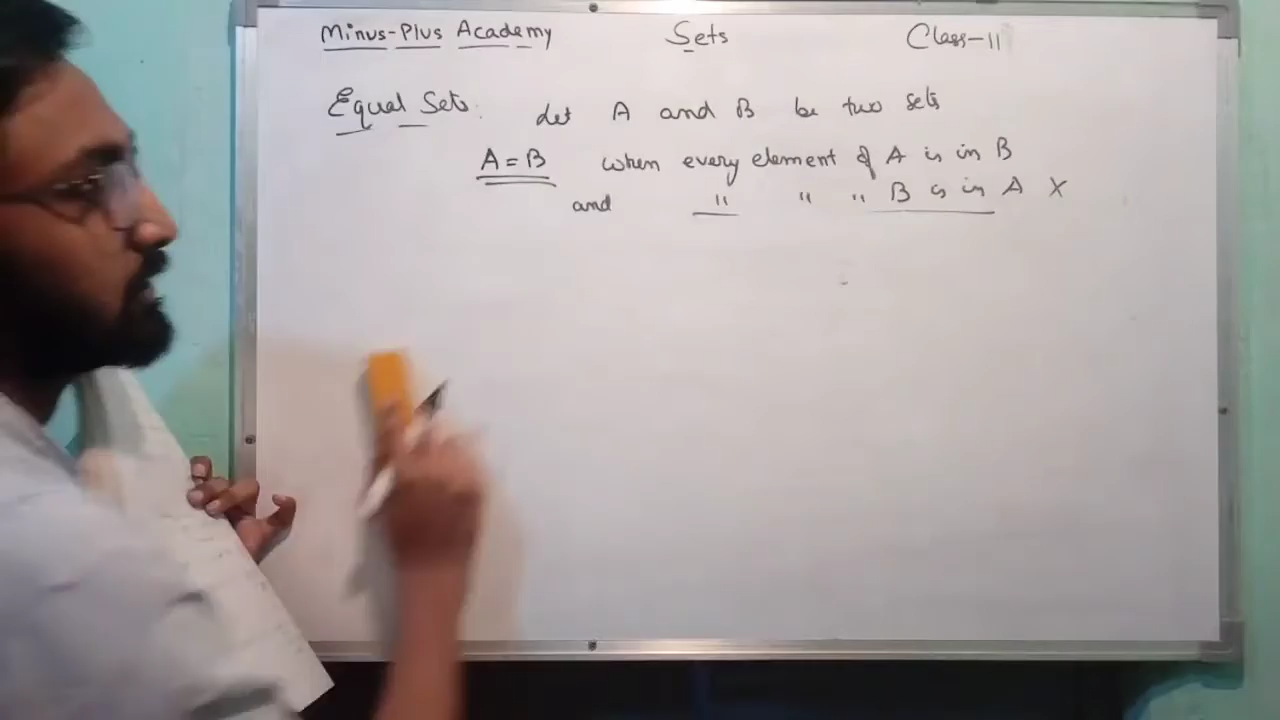 Minus-Plus Academy Sets Class-11
Equal Sets: Let A and B be two sets
A = B when every element of A is in B
and " " " B is in A X